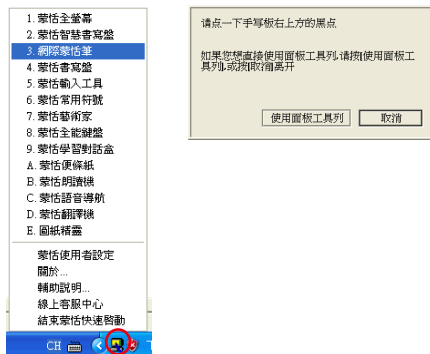 1. 蒙恬全螢幕
2. 蒙恬智慧書寫盤
3. 網際蒙恬筆
4. 蒙恬書寫盤
5. 蒙恬輸入工具
6. 蒙恬常用符號
7. 蒙恬藝術家
8. 蒙恬全能鍵盤
9. 蒙恬學習對話盒
A. 蒙恬便條紙
B. 蒙恬朗讀機
C. 蒙恬語音導航
D. 蒙恬翻譯機
E. 圖紙精靈
蒙恬使用者設定
關於...
輔助說明...
線上客服中心
結束蒙恬快速啓動
CH
请点一下手写板右上方的黑点
如果您想直接使用面板工具列,请按[使用面板工
具列],或按[取消]离开
使用面板工具列
取消